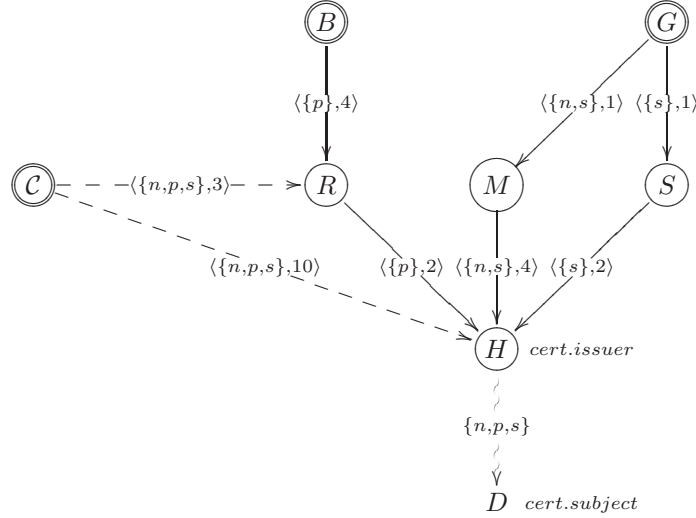 B G
⟨{p},4⟩ ⟨{n,s},1⟩ ⟨{s},1⟩
C ⟨{n,p,s},3⟩ R M S
⟨{n,p,s},10⟩ ⟨{p},2⟩ ⟨{n,s},4⟩ ⟨{s},2⟩
H cert.issuer
{n,p,s}
D cert.subject